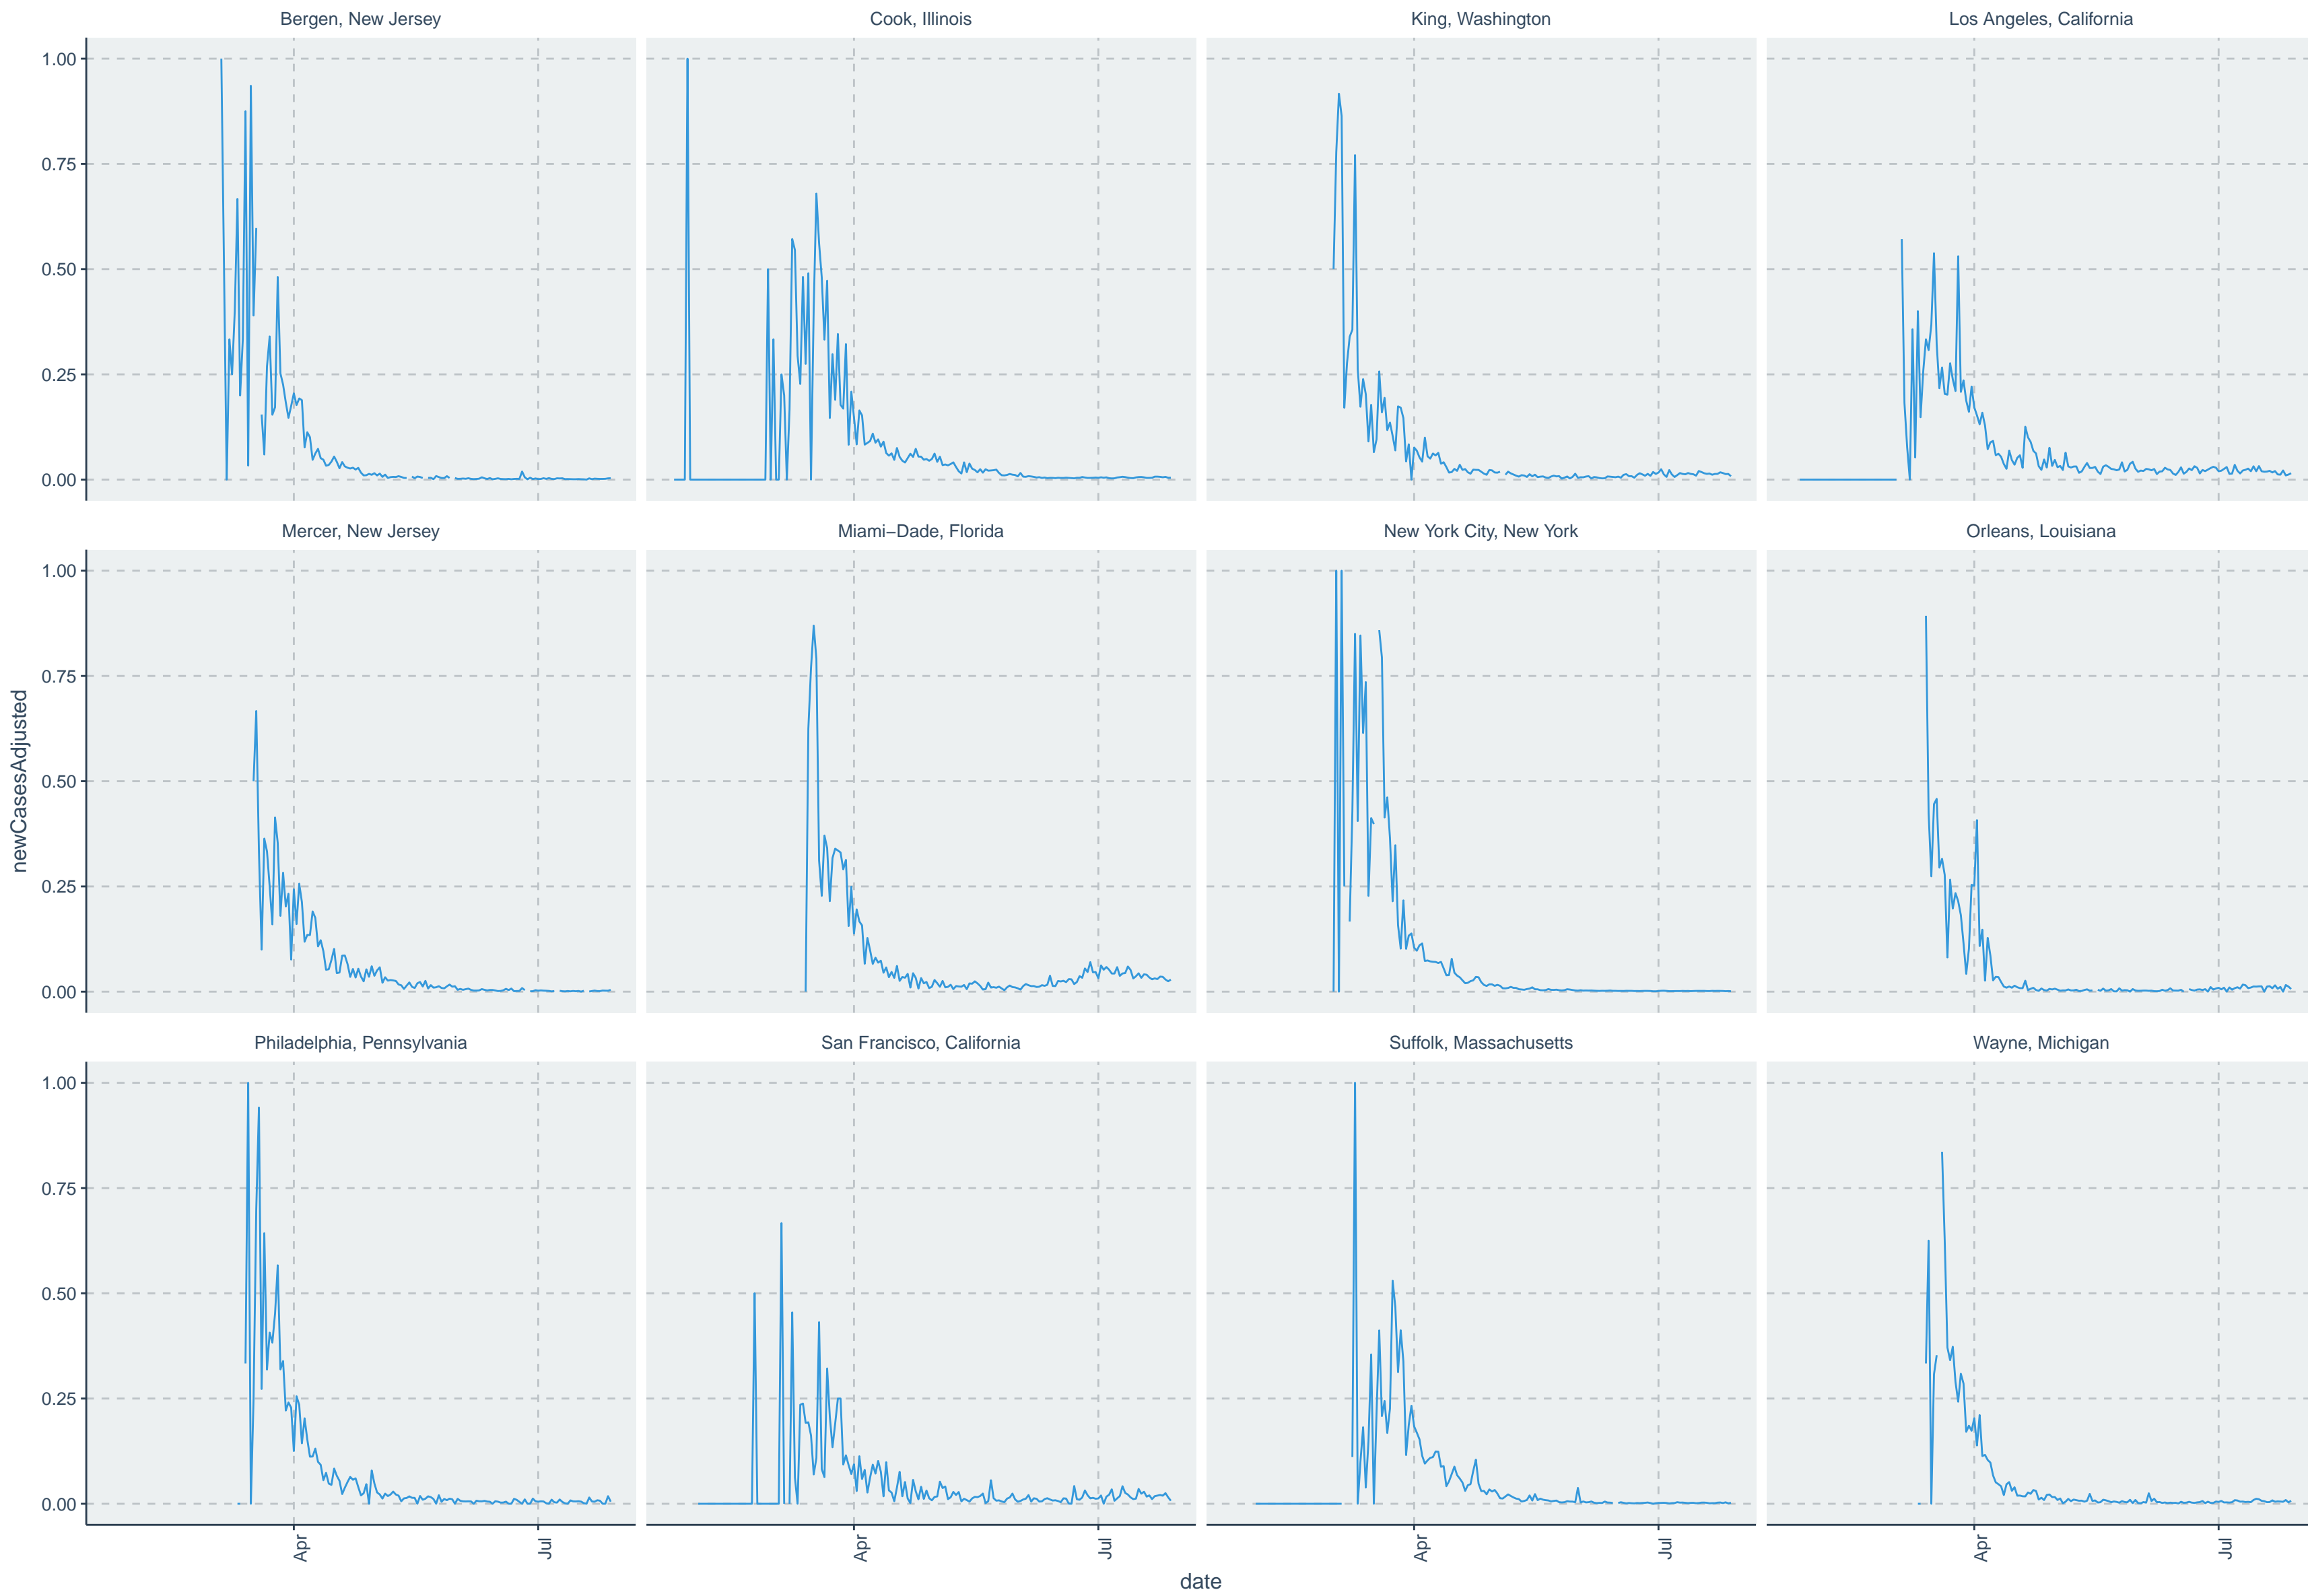 Bergen, New Jersey
Cook, Illinois
King, Washington
Los Angeles, California
1.00
0.75
0.50
0.25
0.00
Mercer, New Jersey
Miami−Dade, Florida
New York City, New York
Orleans, Louisiana
1.00
0.75
0.50
0.25
0.00
newCasesAdjusted
Philadelphia, Pennsylvania
San Francisco, California
Suffolk, Massachusetts
Wayne, Michigan
1.00
0.75
0.50
0.25
0.00
Apr
Jul
Apr
Jul
Apr
Jul
Apr
Jul
date